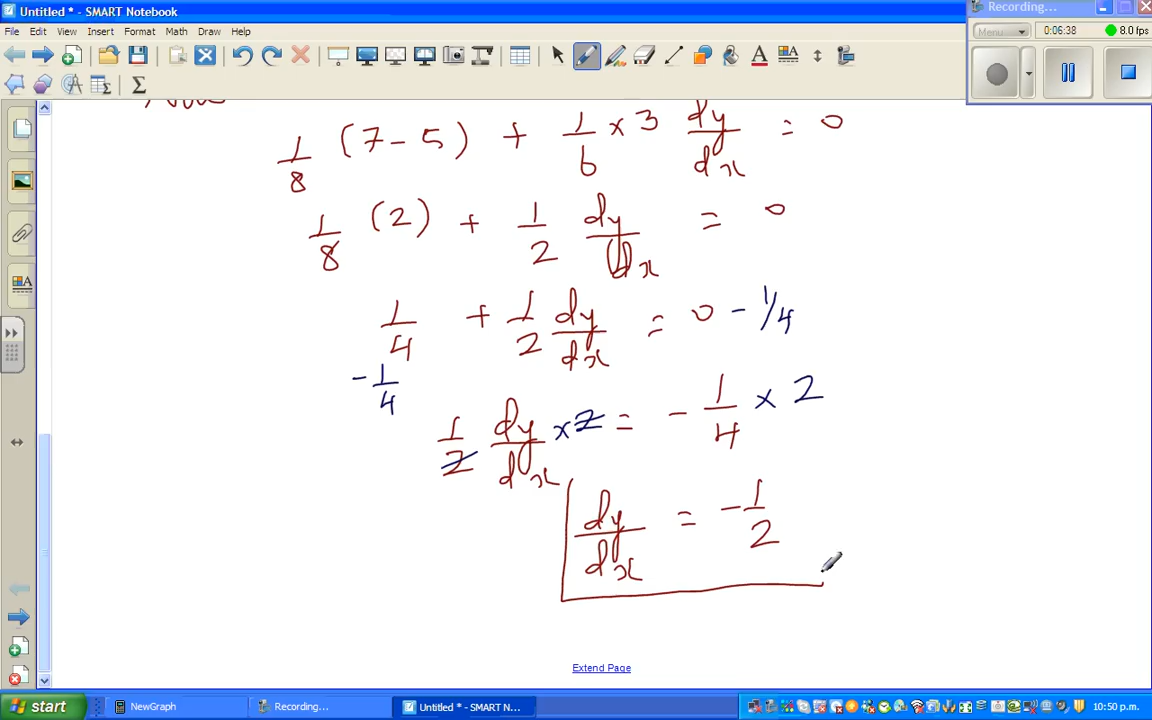 Untitled * - SMART Notebook
Recording...
File Edit View Insert Format Math Draw Help
Menu 0:06:38 8.0 fps
1/8 (7 - 5) + 1/6 x 3 dy/dx = 0
1/8 (2) + 1/2 dy/dx = 0
1/4 + 1/2 dy/dx = 0 - 1/4
- 1/4
1/2 dy/dx x 2 = - 1/4 x 2
dy/dx = - 1/2
Extend Page
start NewGraph Recording... Untitled * - SMART N... 10:50 p.m.